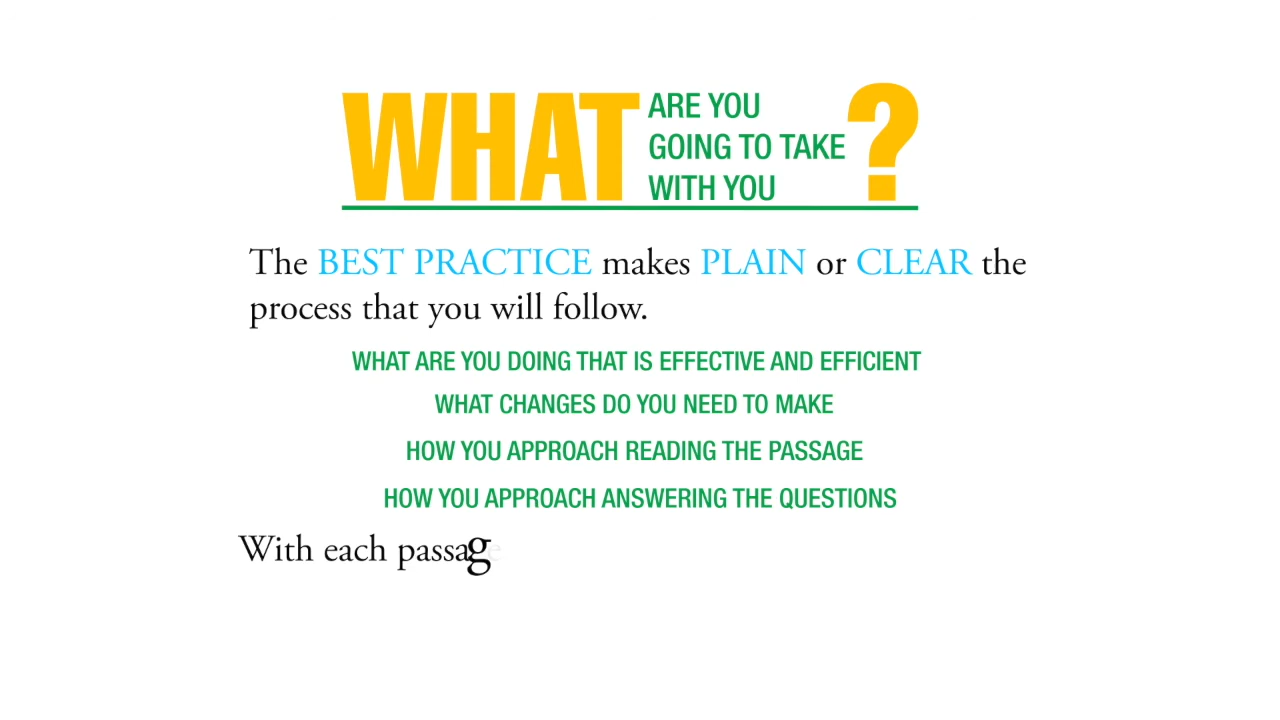 WHAT ARE YOU
GOING TO TAKE
WITH YOU ?
The BEST PRACTICE makes PLAIN or CLEAR the
process that you will follow.
WHAT ARE YOU DOING THAT IS EFFECTIVE AND EFFICIENT
WHAT CHANGES DO YOU NEED TO MAKE
HOW YOU APPROACH READING THE PASSAGE
HOW YOU APPROACH ANSWERING THE QUESTIONS
With each passage